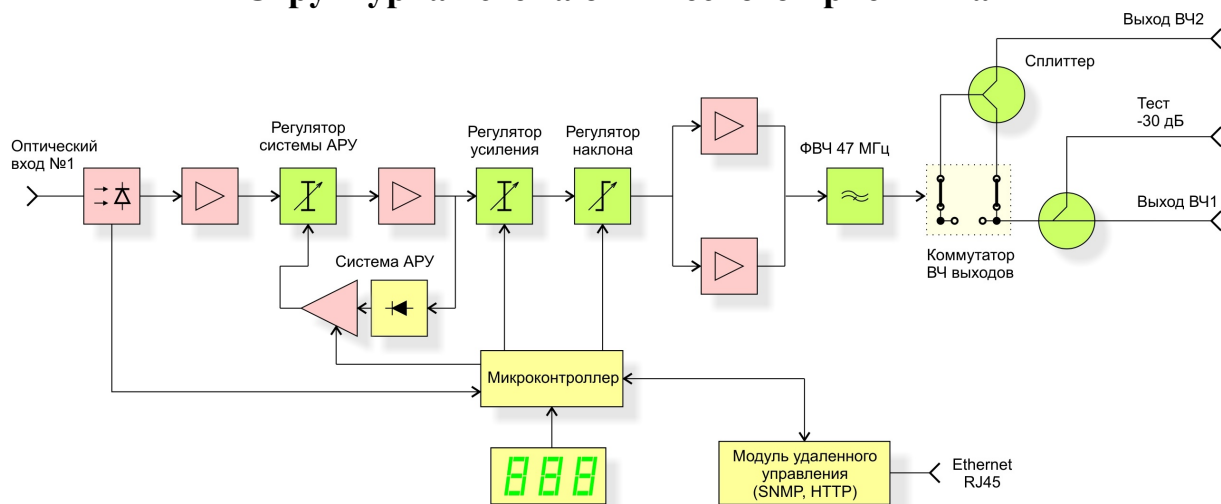 Выход ВЧ2
Сплиттер
Тест
-30 дБ
Регулятор
системы АРУ
Регулятор
усиления
Регулятор
наклона
Оптический
вход №1
ФВЧ 47 МГц
Выход ВЧ1
Система АРУ
Коммутатор
ВЧ выходов
Микроконтроллер
888
Модуль удаленного
управления
(SNMP, HTTP)
Ethernet
RJ45